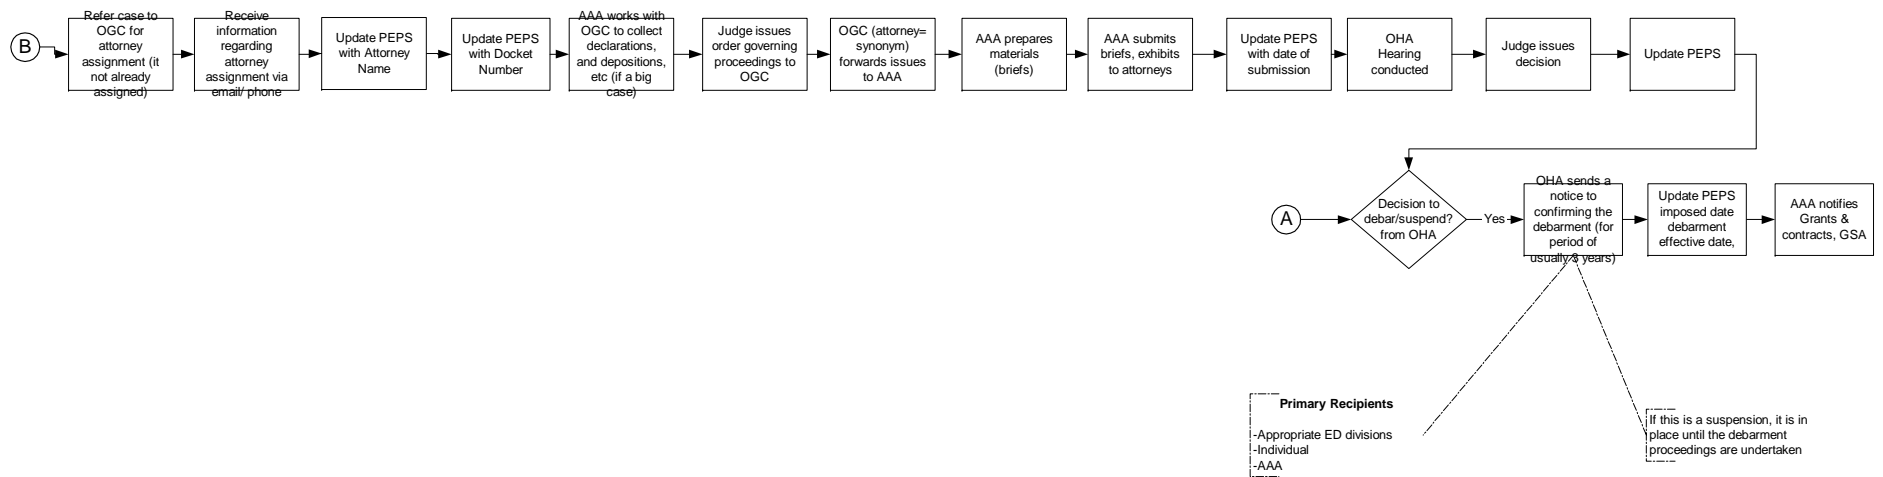 B
Refer case to
OGC for
attorney
assignment (it
not already
assigned)
Receive
information
regarding
attorney
assignment via
email/ phone
Update PEPS
with Attorney
Name
Update PEPS
with Docket
Number
AAA works with
OGC to collect
declarations,
and depositions,
etc (if a big
case)
Judge issues
order governing
proceedings to
OGC
OGC (attorney=
synonym)
forwards issues
to AAA
AAA prepares
materials
(briefs)
AAA submits
briefs, exhibits
to attorneys
Update PEPS
with date of
submission
OHA
Hearing
conducted
Judge issues
decision
Update PEPS
A
Decision to
debar/suspend?
from OHA
Yes
OHA sends a
notice to
confirming the
debarment (for
period of
usually 3 years)
Update PEPS
imposed date
debarment
effective date,
AAA notifies
Grants &
contracts, GSA
Primary Recipients
-Appropriate ED divisions
-Individual
-AAA
If this is a suspension, it is in
place until the debarment
proceedings are undertaken